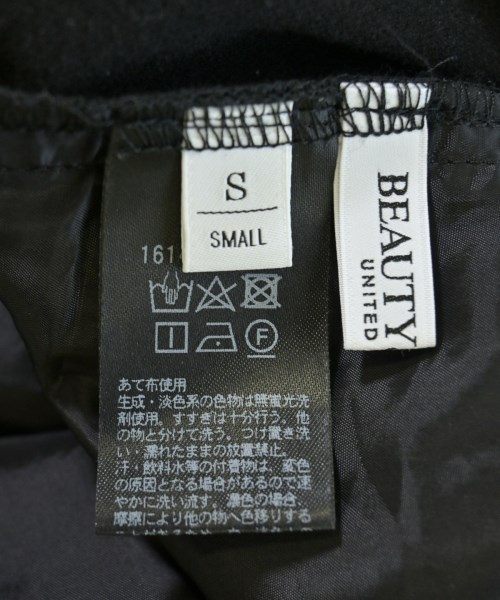 S
SMALL
BEAUTY
UNITED
161
F
あて布使用
生成・淡色系の色物は無蛍光洗
剤使用。すすぎは十分行う。他
の物と分けて洗う。つけ置き洗
い・濡れたままの放置禁止。
汗・飲料水等の付着物は、変色
の原因となる場合があるので速
やかに洗い流す。濃色の場合、
摩擦により他の物へ色移りする